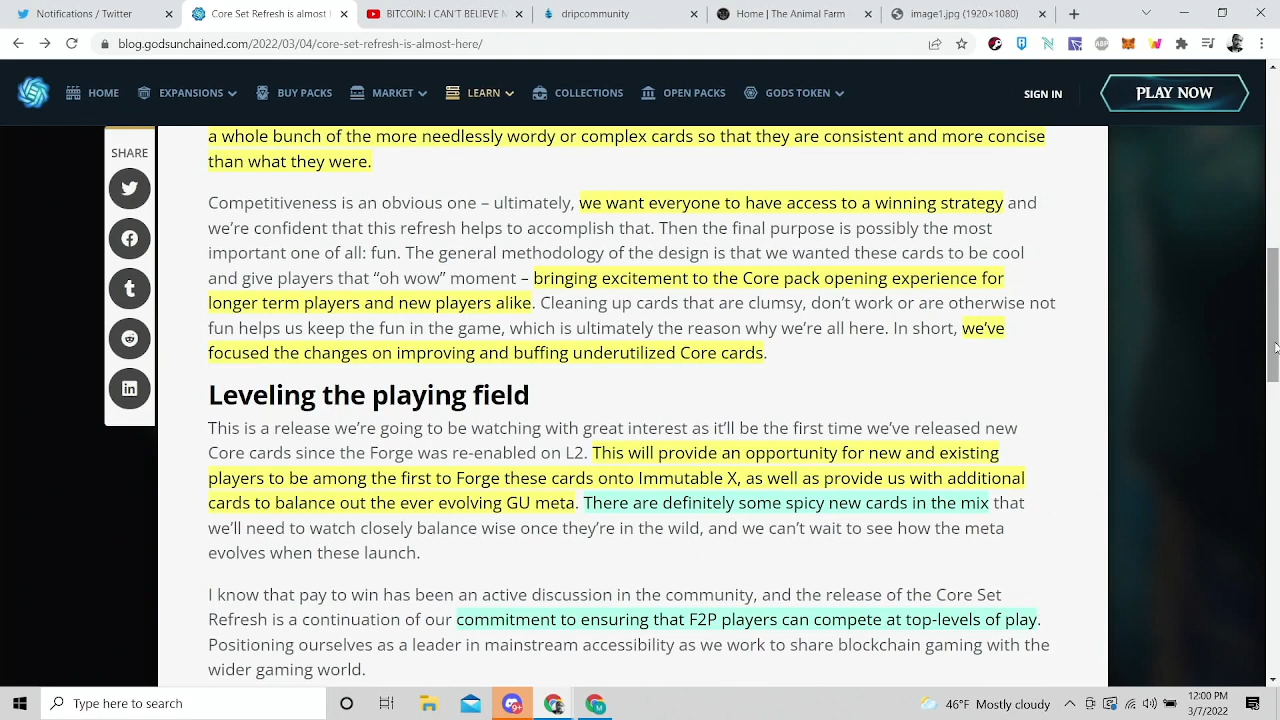 Notifications / Twitter
Core Set Refresh is almost h
BITCOIN: I CAN'T BELIEVE M
dripcommunity
Home | The Animal Farm
image1.jpg (1920×1080)
blog.godsunchained.com/2022/03/04/core-set-refresh-is-almost-here/
HOME
EXPANSIONS
BUY PACKS
MARKET
LEARN
COLLECTIONS
OPEN PACKS
GODS TOKEN
SIGN IN
PLAY NOW
SHARE
a whole bunch of the more needlessly wordy or complex cards so that they are consistent and more concise
than what they were.
Competitiveness is an obvious one – ultimately, we want everyone to have access to a winning strategy and
we're confident that this refresh helps to accomplish that. Then the final purpose is possibly the most
important one of all: fun. The general methodology of the design is that we wanted these cards to be cool
and give players that “oh wow” moment – bringing excitement to the Core pack opening experience for
longer term players and new players alike. Cleaning up cards that are clumsy, don't work or are otherwise not
fun helps us keep the fun in the game, which is ultimately the reason why we're all here. In short, we've
focused the changes on improving and buffing underutilized Core cards.
Leveling the playing field
This is a release we're going to be watching with great interest as it'll be the first time we've released new
Core cards since the Forge was re-enabled on L2. This will provide an opportunity for new and existing
players to be among the first to Forge these cards onto Immutable X, as well as provide us with additional
cards to balance out the ever evolving GU meta. There are definitely some spicy new cards in the mix that
we'll need to watch closely balance wise once they're in the wild, and we can't wait to see how the meta
evolves when these launch.
I know that pay to win has been an active discussion in the community, and the release of the Core Set
Refresh is a continuation of our commitment to ensuring that F2P players can compete at top-levels of play.
Positioning ourselves as a leader in mainstream accessibility as we work to share blockchain gaming with the
wider gaming world.
Type here to search
9+
M
46°F Mostly cloudy
12:00 PM
3/7/2022